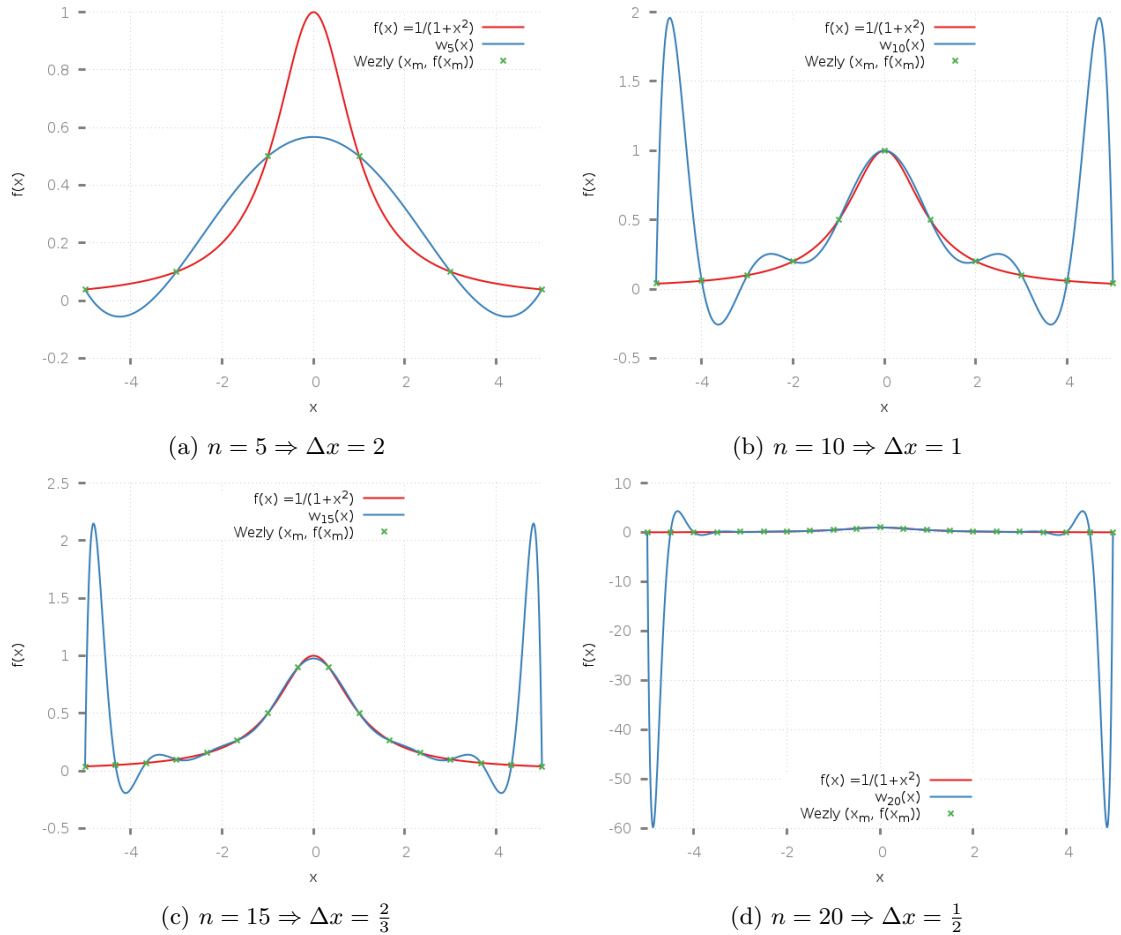 f(x) =1/(1+x²)
w₅(x)
Wezly (xₘ, f(xₘ))
1
0.8
0.6
0.4
0.2
0
-0.2
f(x)
-4 -2 0 2 4
x
(a) n = 5 ⇒ Δx = 2
f(x) =1/(1+x²)
w₁₀(x)
Wezly (xₘ, f(xₘ))
2
1.5
1
0.5
0
-0.5
f(x)
-4 -2 0 2 4
x
(b) n = 10 ⇒ Δx = 1
f(x) =1/(1+x²)
w₁₅(x)
Wezly (xₘ, f(xₘ))
2.5
2
1.5
1
0.5
0
-0.5
f(x)
-4 -2 0 2 4
x
(c) n = 15 ⇒ Δx = 2/3
10
0
-10
-20
-30
-40
-50
-60
f(x)
f(x) =1/(1+x²)
w₂₀(x)
Wezly (xₘ, f(xₘ))
-4 -2 0 2 4
x
(d) n = 20 ⇒ Δx = 1/2